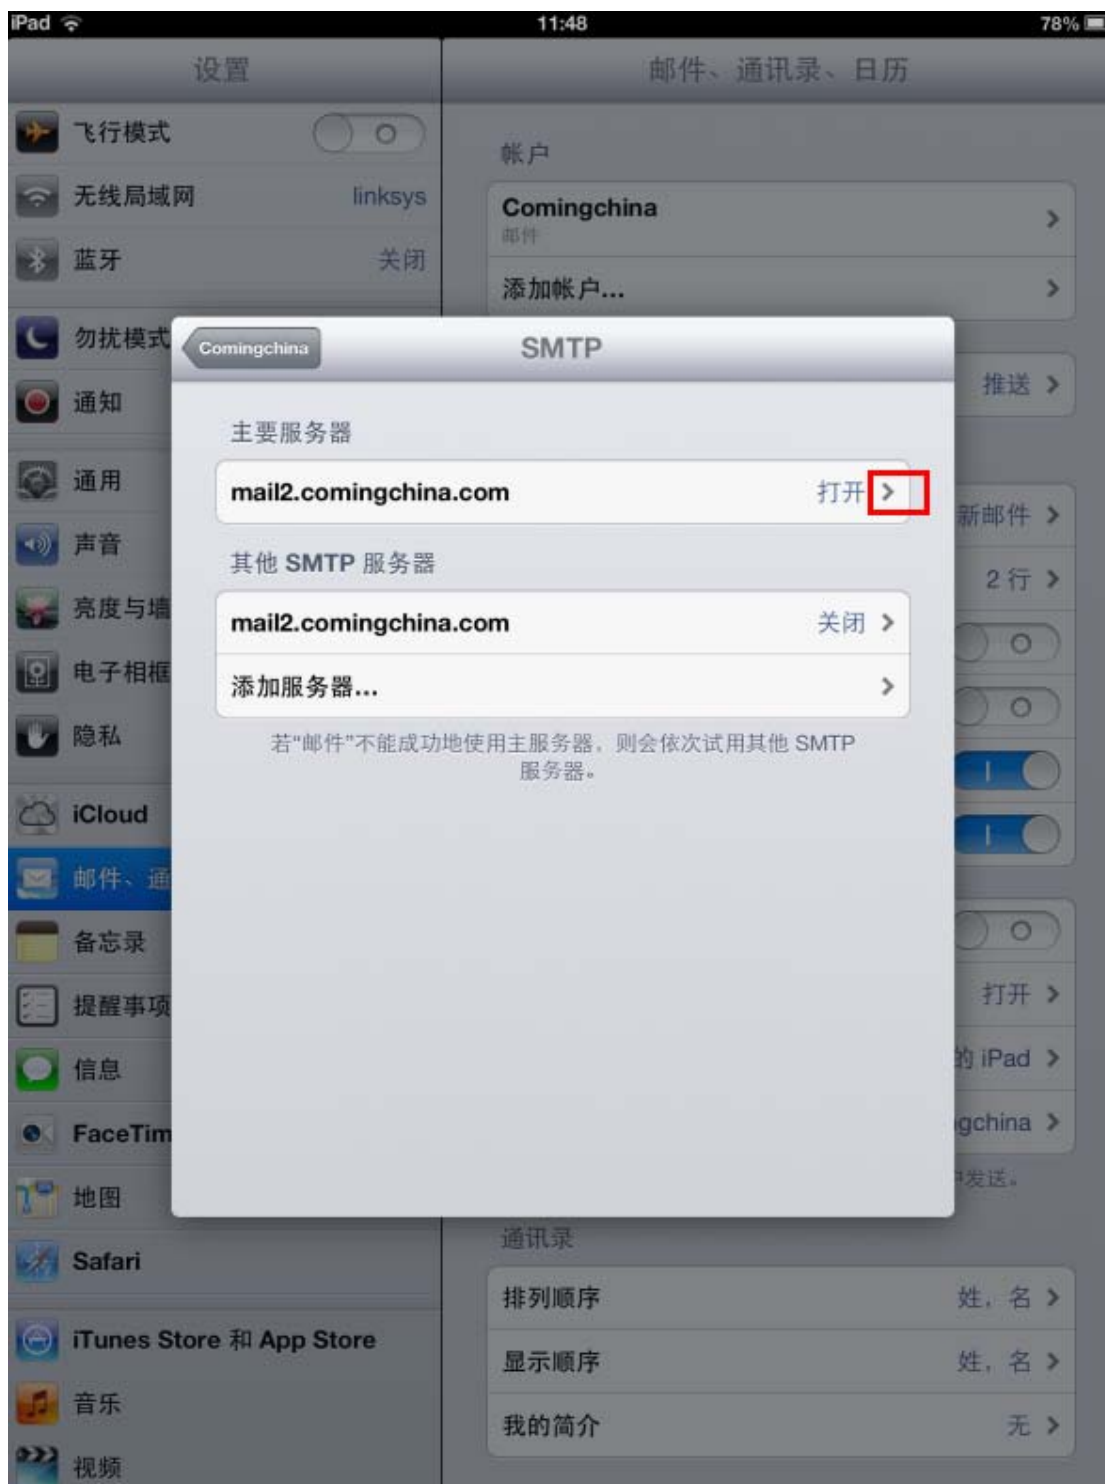 iPad 11:48 78%
设置
飞行模式
无线局域网 linksys
蓝牙 关闭
勿扰模式
通知
通用
声音
亮度与墙
电子相框
隐私
iCloud
邮件、通
备忘录
提醒事项
信息
FaceTim
地图
Safari
iTunes Store 和 App Store
音乐
视频
邮件、通讯录、日历
帐户
Comingchina
邮件
添加帐户...
推送
新邮件
2 行
打开
的 iPad
gchina
发送。
通讯录
排列顺序 姓，名
显示顺序 姓，名
我的简介 无
Comingchina SMTP
主要服务器
mail2.comingchina.com 打开
其他 SMTP 服务器
mail2.comingchina.com 关闭
添加服务器...
若“邮件”不能成功地使用主服务器，则会依次试用其他 SMTP
服务器。